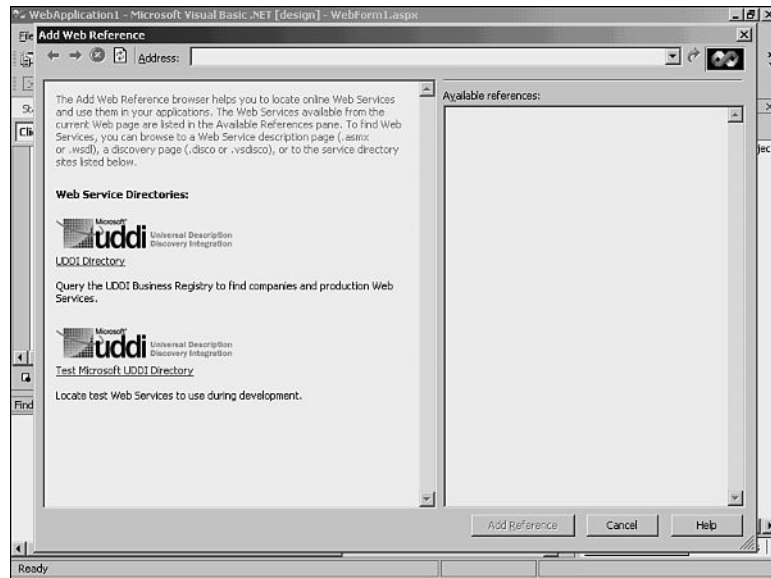 WebApplication1 - Microsoft Visual Basic .NET [design] - WebForm1.aspx
File
Add Web Reference
Address:
The Add Web Reference browser helps you to locate online Web Services
and use them in your applications. The Web Services available from the
current Web page are listed in the Available References pane. To find Web
Services, you can browse to a Web Service description page (.asmx
or .wsdl), a discovery page (.disco or .vsdisco), or to the service directory
sites listed below.
Web Service Directories:
Microsoft
uddi
Universal Description
Discovery Integration
UDDI Directory
Query the UDDI Business Registry to find companies and production Web
Services.
Microsoft
uddi
Universal Description
Discovery Integration
Test Microsoft UDDI Directory
Locate test Web Services to use during development.
Available references:
Find
Add Reference
Cancel
Help
Ready